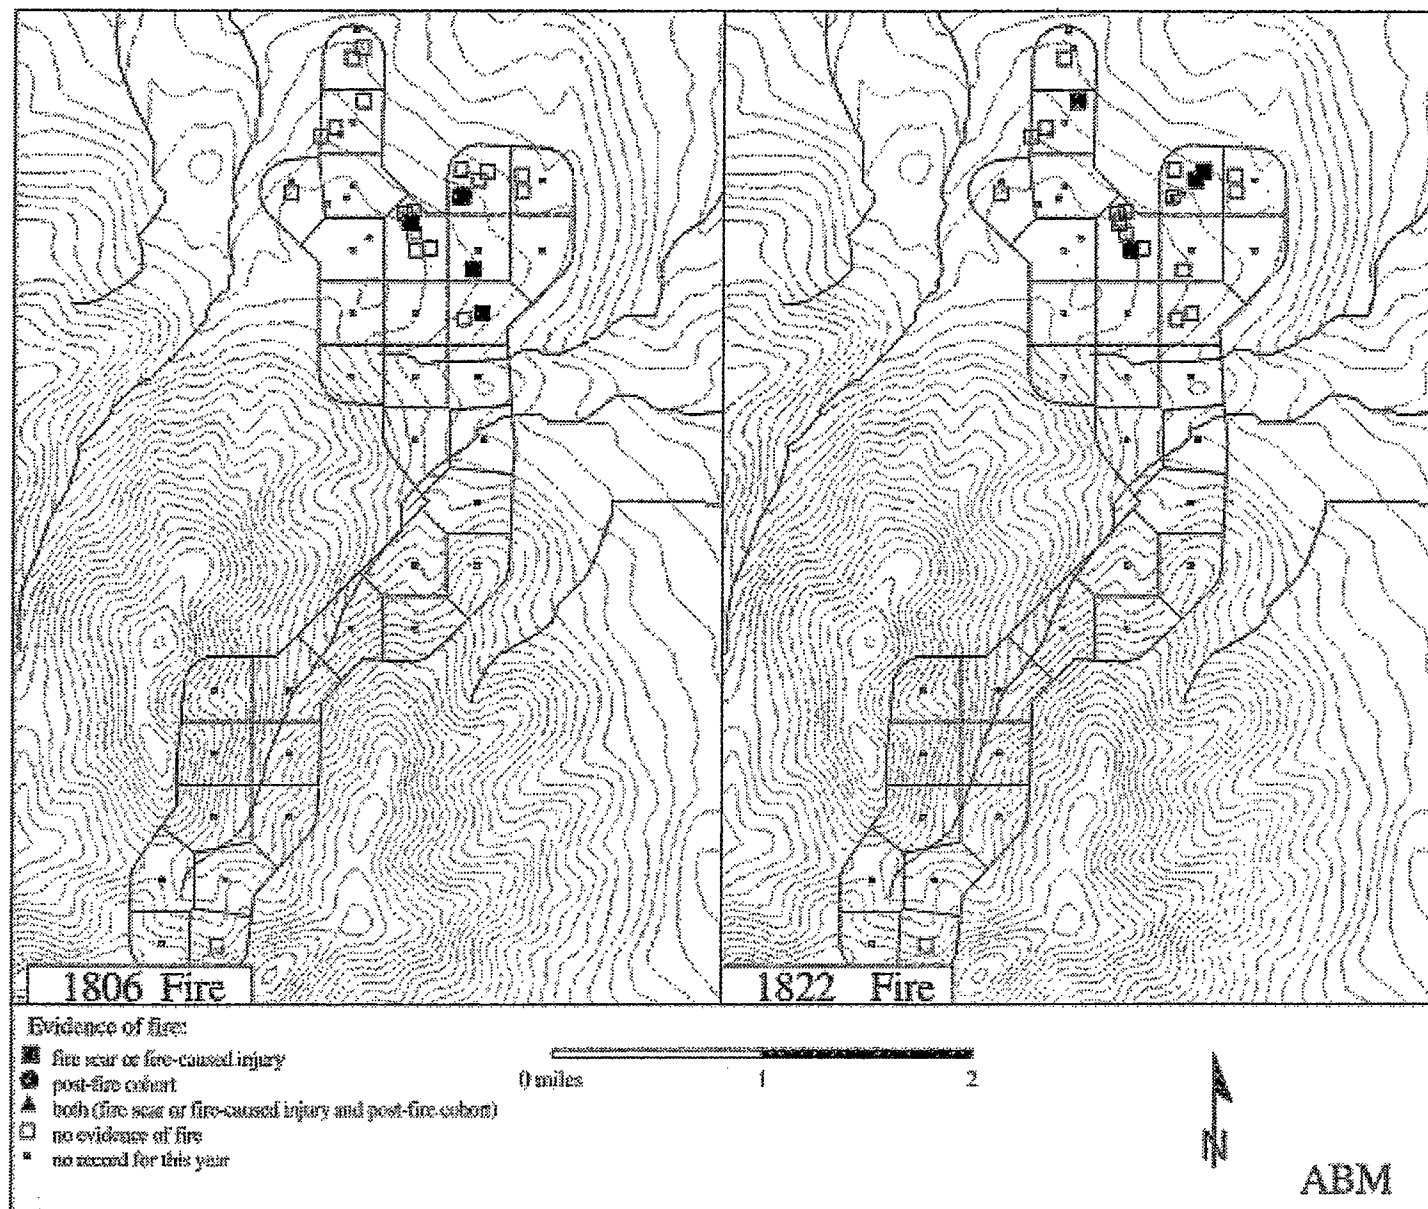 1806 Fire
1822 Fire
Evidence of fire:
fire scar or fire-caused injury
post-fire cohort
both (fire scar or fire-caused injury and post-fire cohort)
no evidence of fire
no record for this year
0 miles 1 2
N
ABM